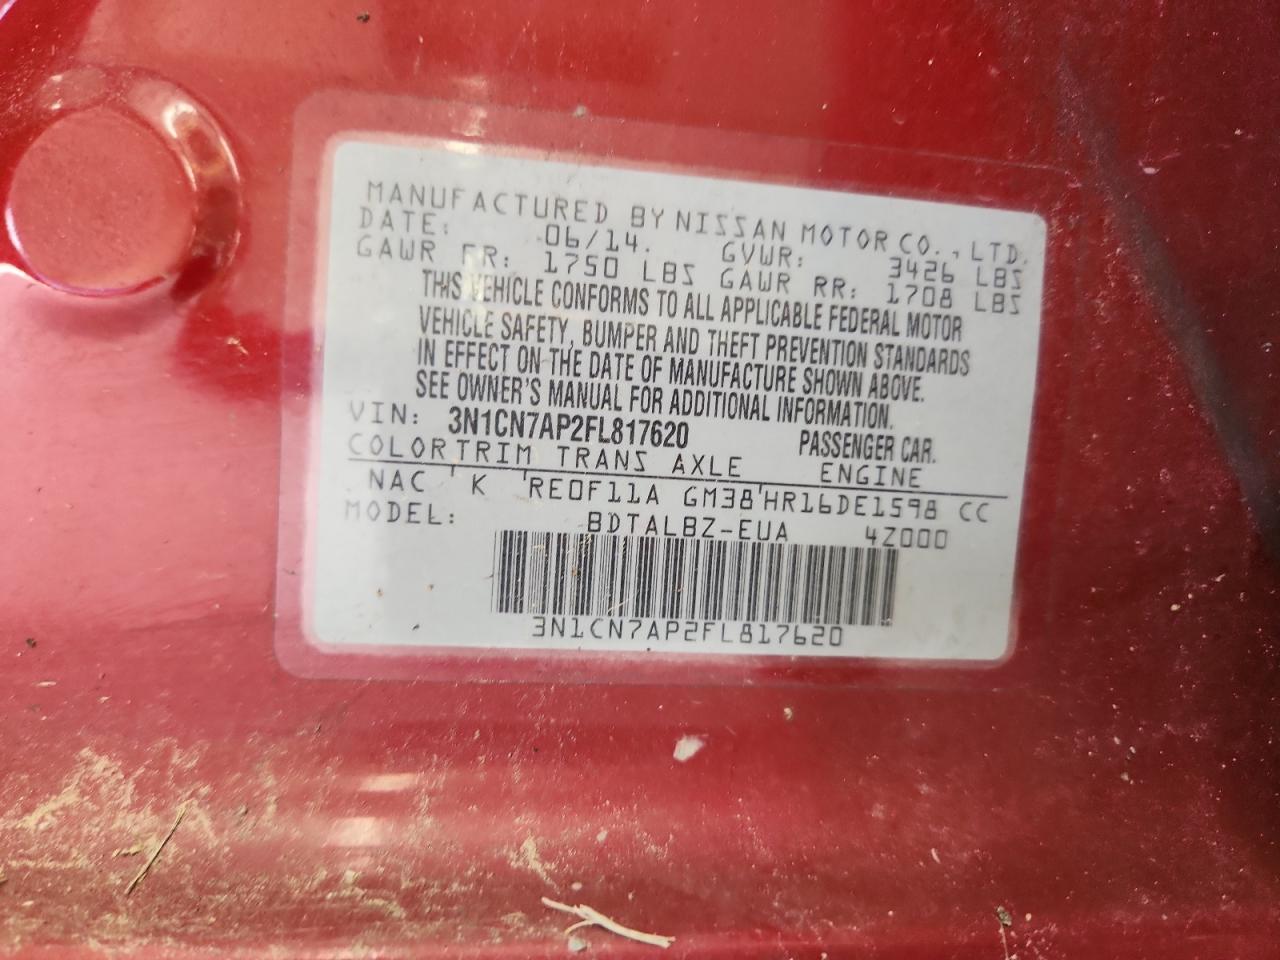 MANUFACTURED BY NISSAN MOTOR CO., LTD.
DATE: 06/14. GVWR: 3426 LBS
GAWR FR: 1750 LBS GAWR RR: 1708 LBS
THIS VEHICLE CONFORMS TO ALL APPLICABLE FEDERAL MOTOR
VEHICLE SAFETY, BUMPER AND THEFT PREVENTION STANDARDS
IN EFFECT ON THE DATE OF MANUFACTURE SHOWN ABOVE.
SEE OWNER'S MANUAL FOR ADDITIONAL INFORMATION.
VIN: 3N1CN7AP2FL817620 PASSENGER CAR.
COLOR TRIM TRANS AXLE ENGINE
NAC K RE0F11A GM38 HR16DE1598 CC
MODEL: BDTALBZ-EUA 4Z000
3N1CN7AP2FL817620